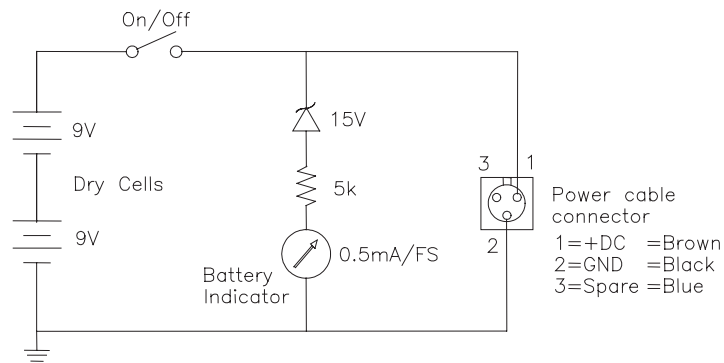 On/Off
9V
15V
Dry Cells
5k
3 1
9V
0.5mA/FS
Battery
Indicator
2
Power cable
connector
1=+DC =Brown
2=GND =Black
3=Spare =Blue